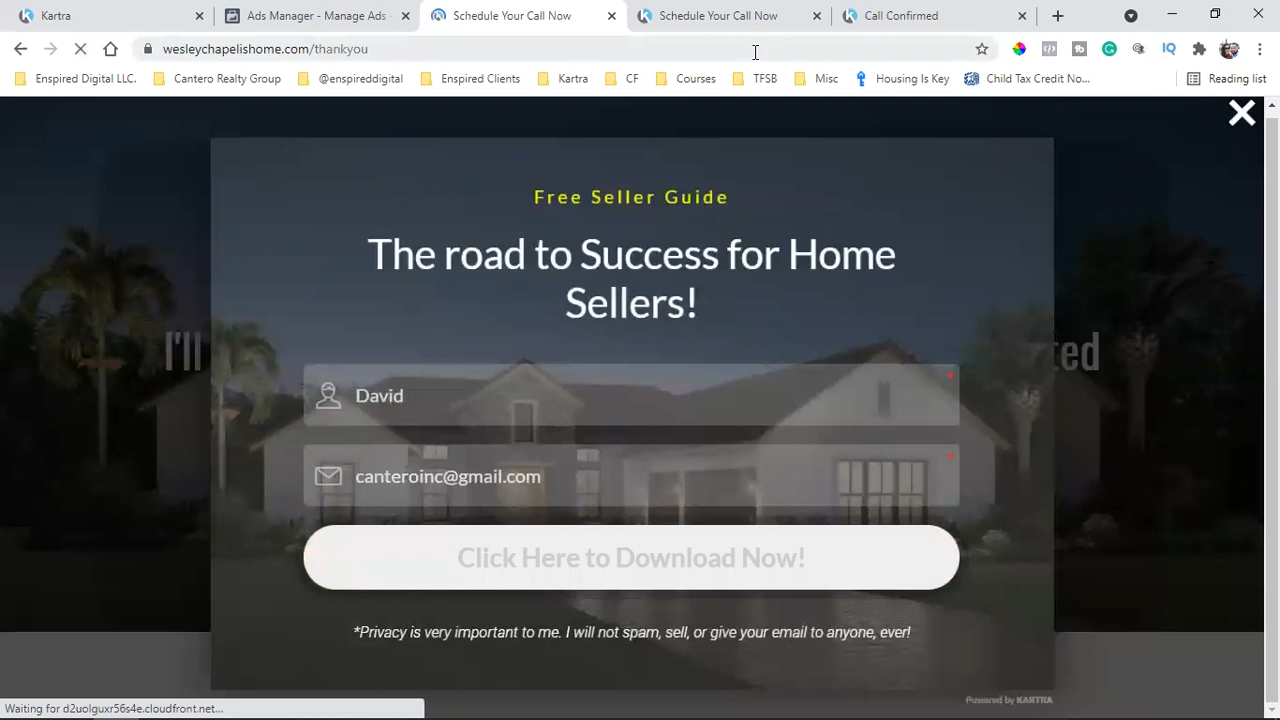 Kartra
Ads Manager - Manage Ads
Schedule Your Call Now
Schedule Your Call Now
Call Confirmed
wesleychapelishome.com/thankyou
IQ
Enspired Digital LLC.
Cantero Realty Group
@enspireddigital
Enspired Clients
Kartra
CF
Courses
TFSB
Misc
Housing Is Key
Child Tax Credit No...
Reading list
Free Seller Guide
The road to Success for Home
Sellers!
I'll
ted
David
canteroinc@gmail.com
Click Here to Download Now!
*Privacy is very important to me. I will not spam, sell, or give your email to anyone, ever!
Powered by KARTRA
Waiting for d2uolguxr56s4e.cloudfront.net...